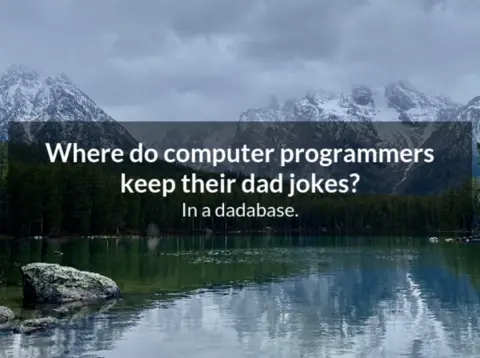 Where do computer programmers
keep their dad jokes?
In a dadabase.